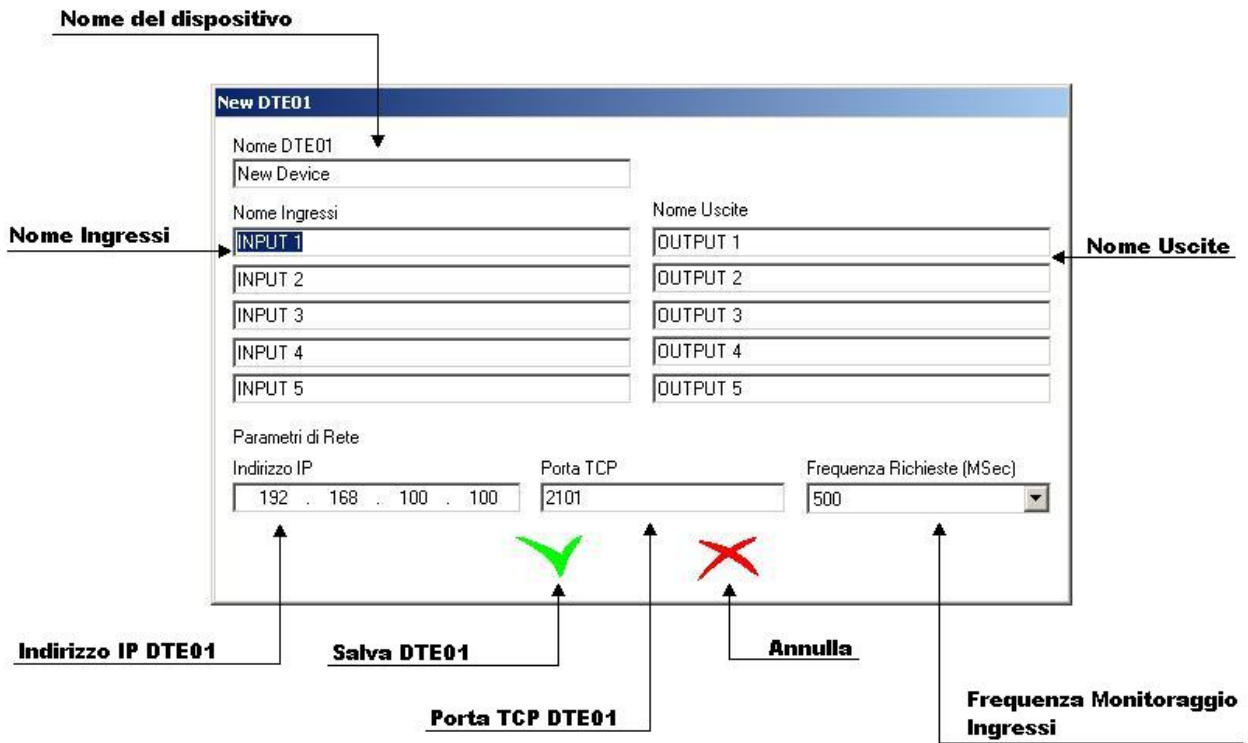 Nome del dispositivo
New DTE01
Nome DTE01
New Device
Nome Ingressi
Nome Uscite
Nome Ingressi
INPUT 1
OUTPUT 1
Nome Uscite
INPUT 2
OUTPUT 2
INPUT 3
OUTPUT 3
INPUT 4
OUTPUT 4
INPUT 5
OUTPUT 5
Parametri di Rete
Indirizzo IP
Porta TCP
Frequenza Richieste (MSec)
192 . 168 . 100 . 100
2101
500
Indirizzo IP DTE01
Salva DTE01
Annulla
Porta TCP DTE01
Frequenza Monitoraggio
Ingressi